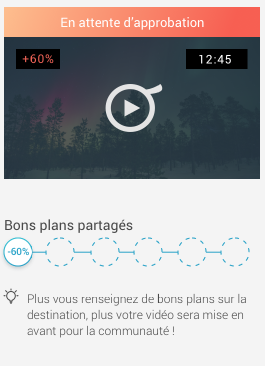 En attente d'approbation
+60% 12:45
Bons plans partagés
-60%
Plus vous renseignez de bons plans sur la
destination, plus votre vidéo sera mise en
avant pour la communauté !